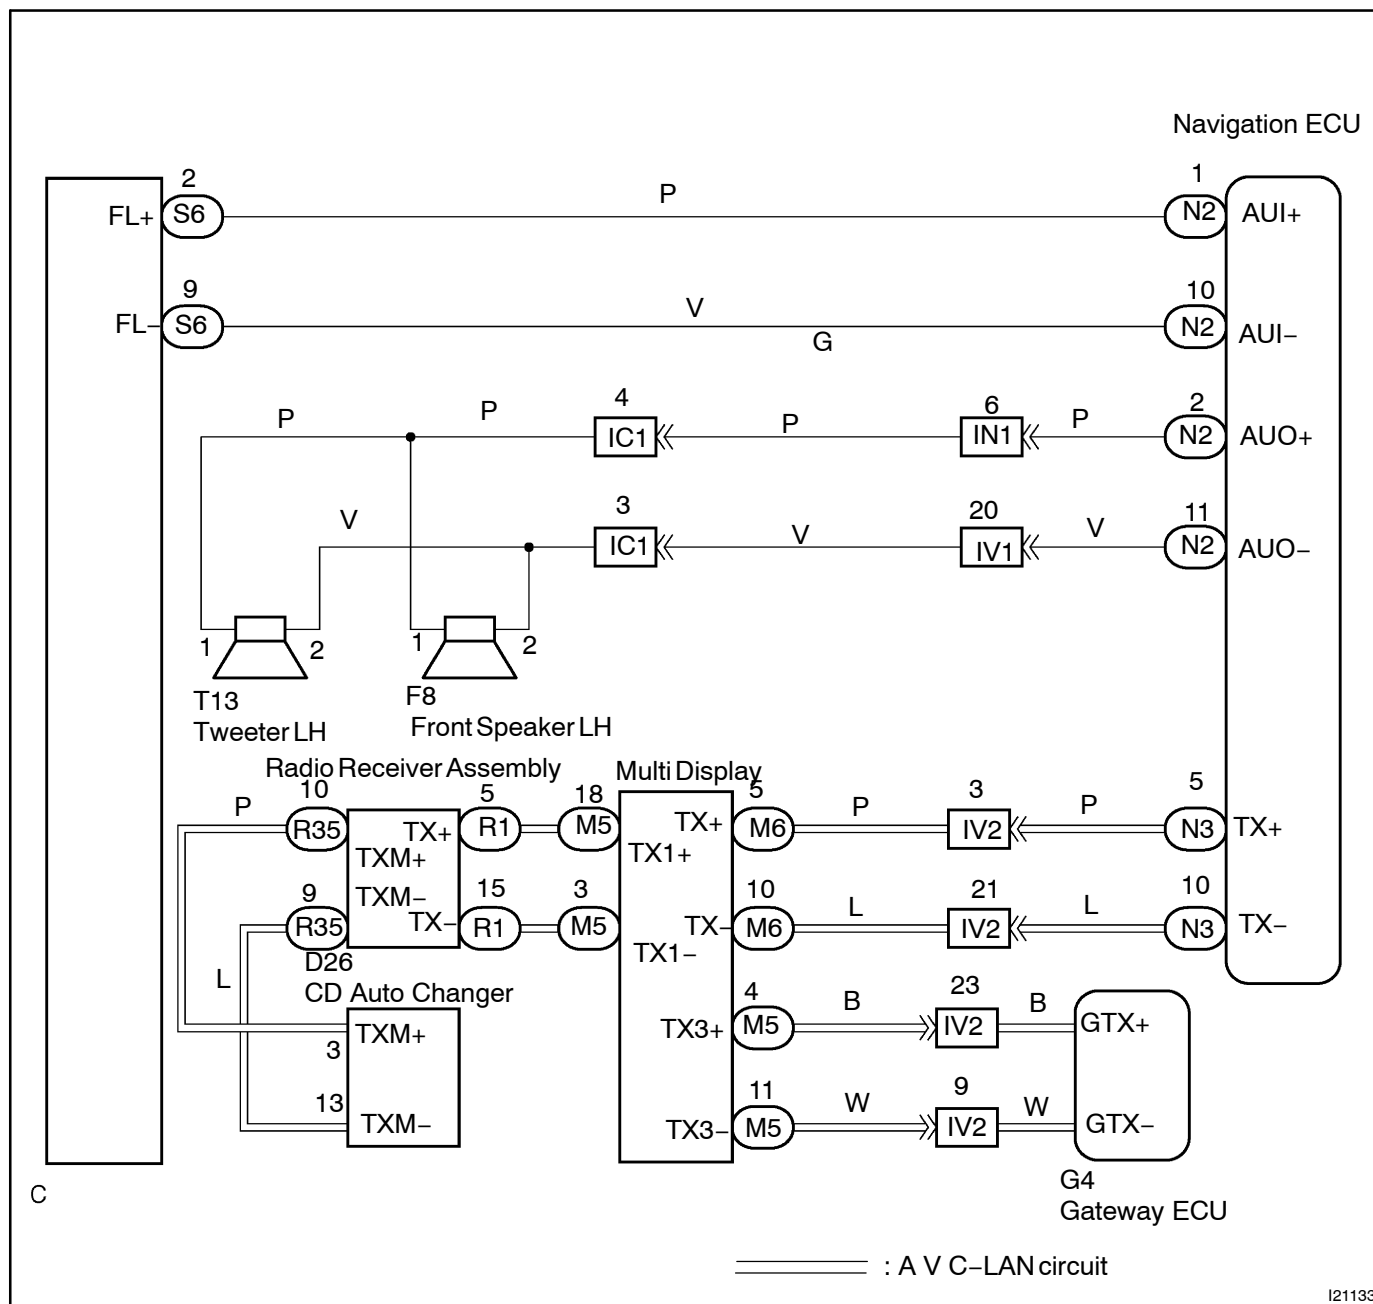 Navigation ECU
2
P
1
FL+
S6
N2
AUI+
9
V
10
FL−
S6
G
N2
AUI−
P
P
4
IC1
P
6
IN1
P
2
N2
AUO+
V
3
IC1
V
20
IV1
V
11
N2
AUO−
1
2
1
2
T13
Tweeter LH
F8
Front Speaker LH
Radio Receiver Assembly
Multi Display
P
10
R35
TX+
TXM+
5
R1
18
M5
TX+
TX1+
5
M6
P
3
IV2
P
5
N3
TX+
9
R35
TXM−
TX−
15
R1
3
M5
TX−
TX1−
10
M6
L
21
IV2
L
10
N3
TX−
L
D26
CD Auto Changer
TXM+
3
13
TXM−
TX3+
4
M5
B
23
IV2
B
GTX+
TX3−
11
M5
W
9
IV2
W
GTX−
C
G4
Gateway ECU
: A V C−LAN circuit
I21133